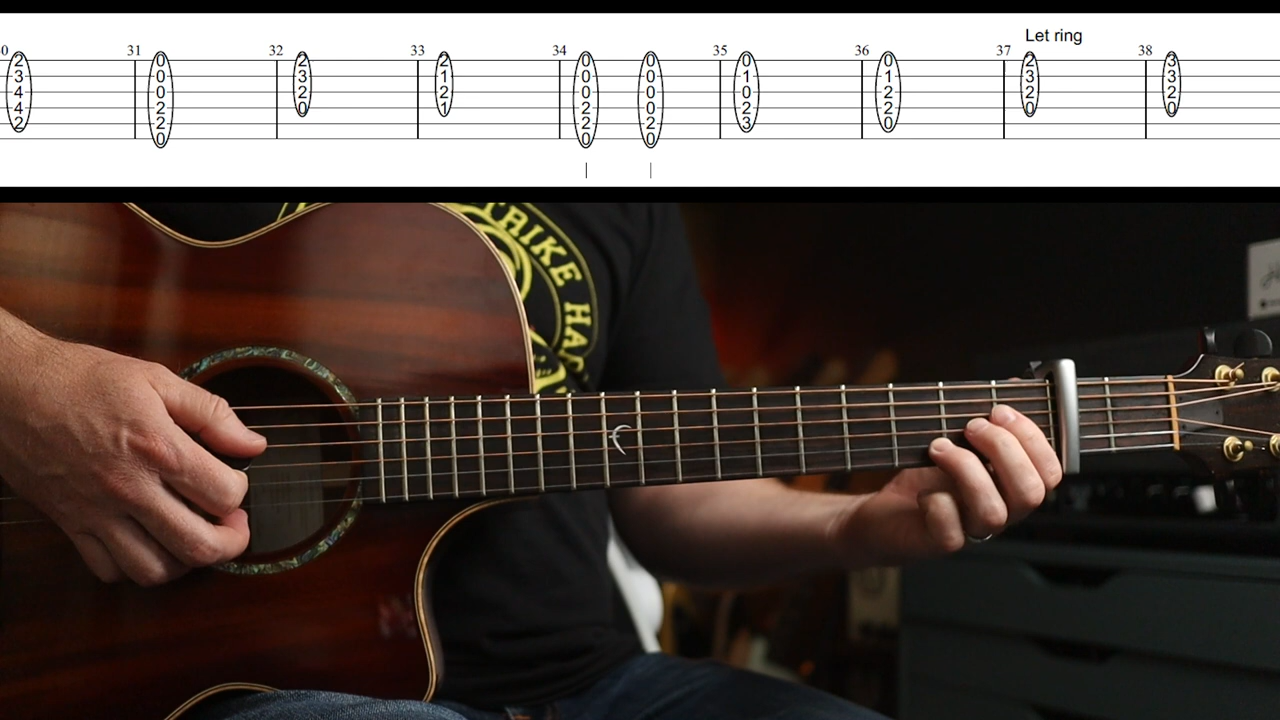 Let ring
0 31 32 33 34 35 36 37 38
2 0 2 2 0 0 0 0 2 3
3 0 3 1 0 0 1 1 3 3
4 0 2 2 0 0 0 2 2 2
4 2 0 1 2 0 2 2 0 0
2 2 2 2 3 0
0 0 0
TRIKE HA